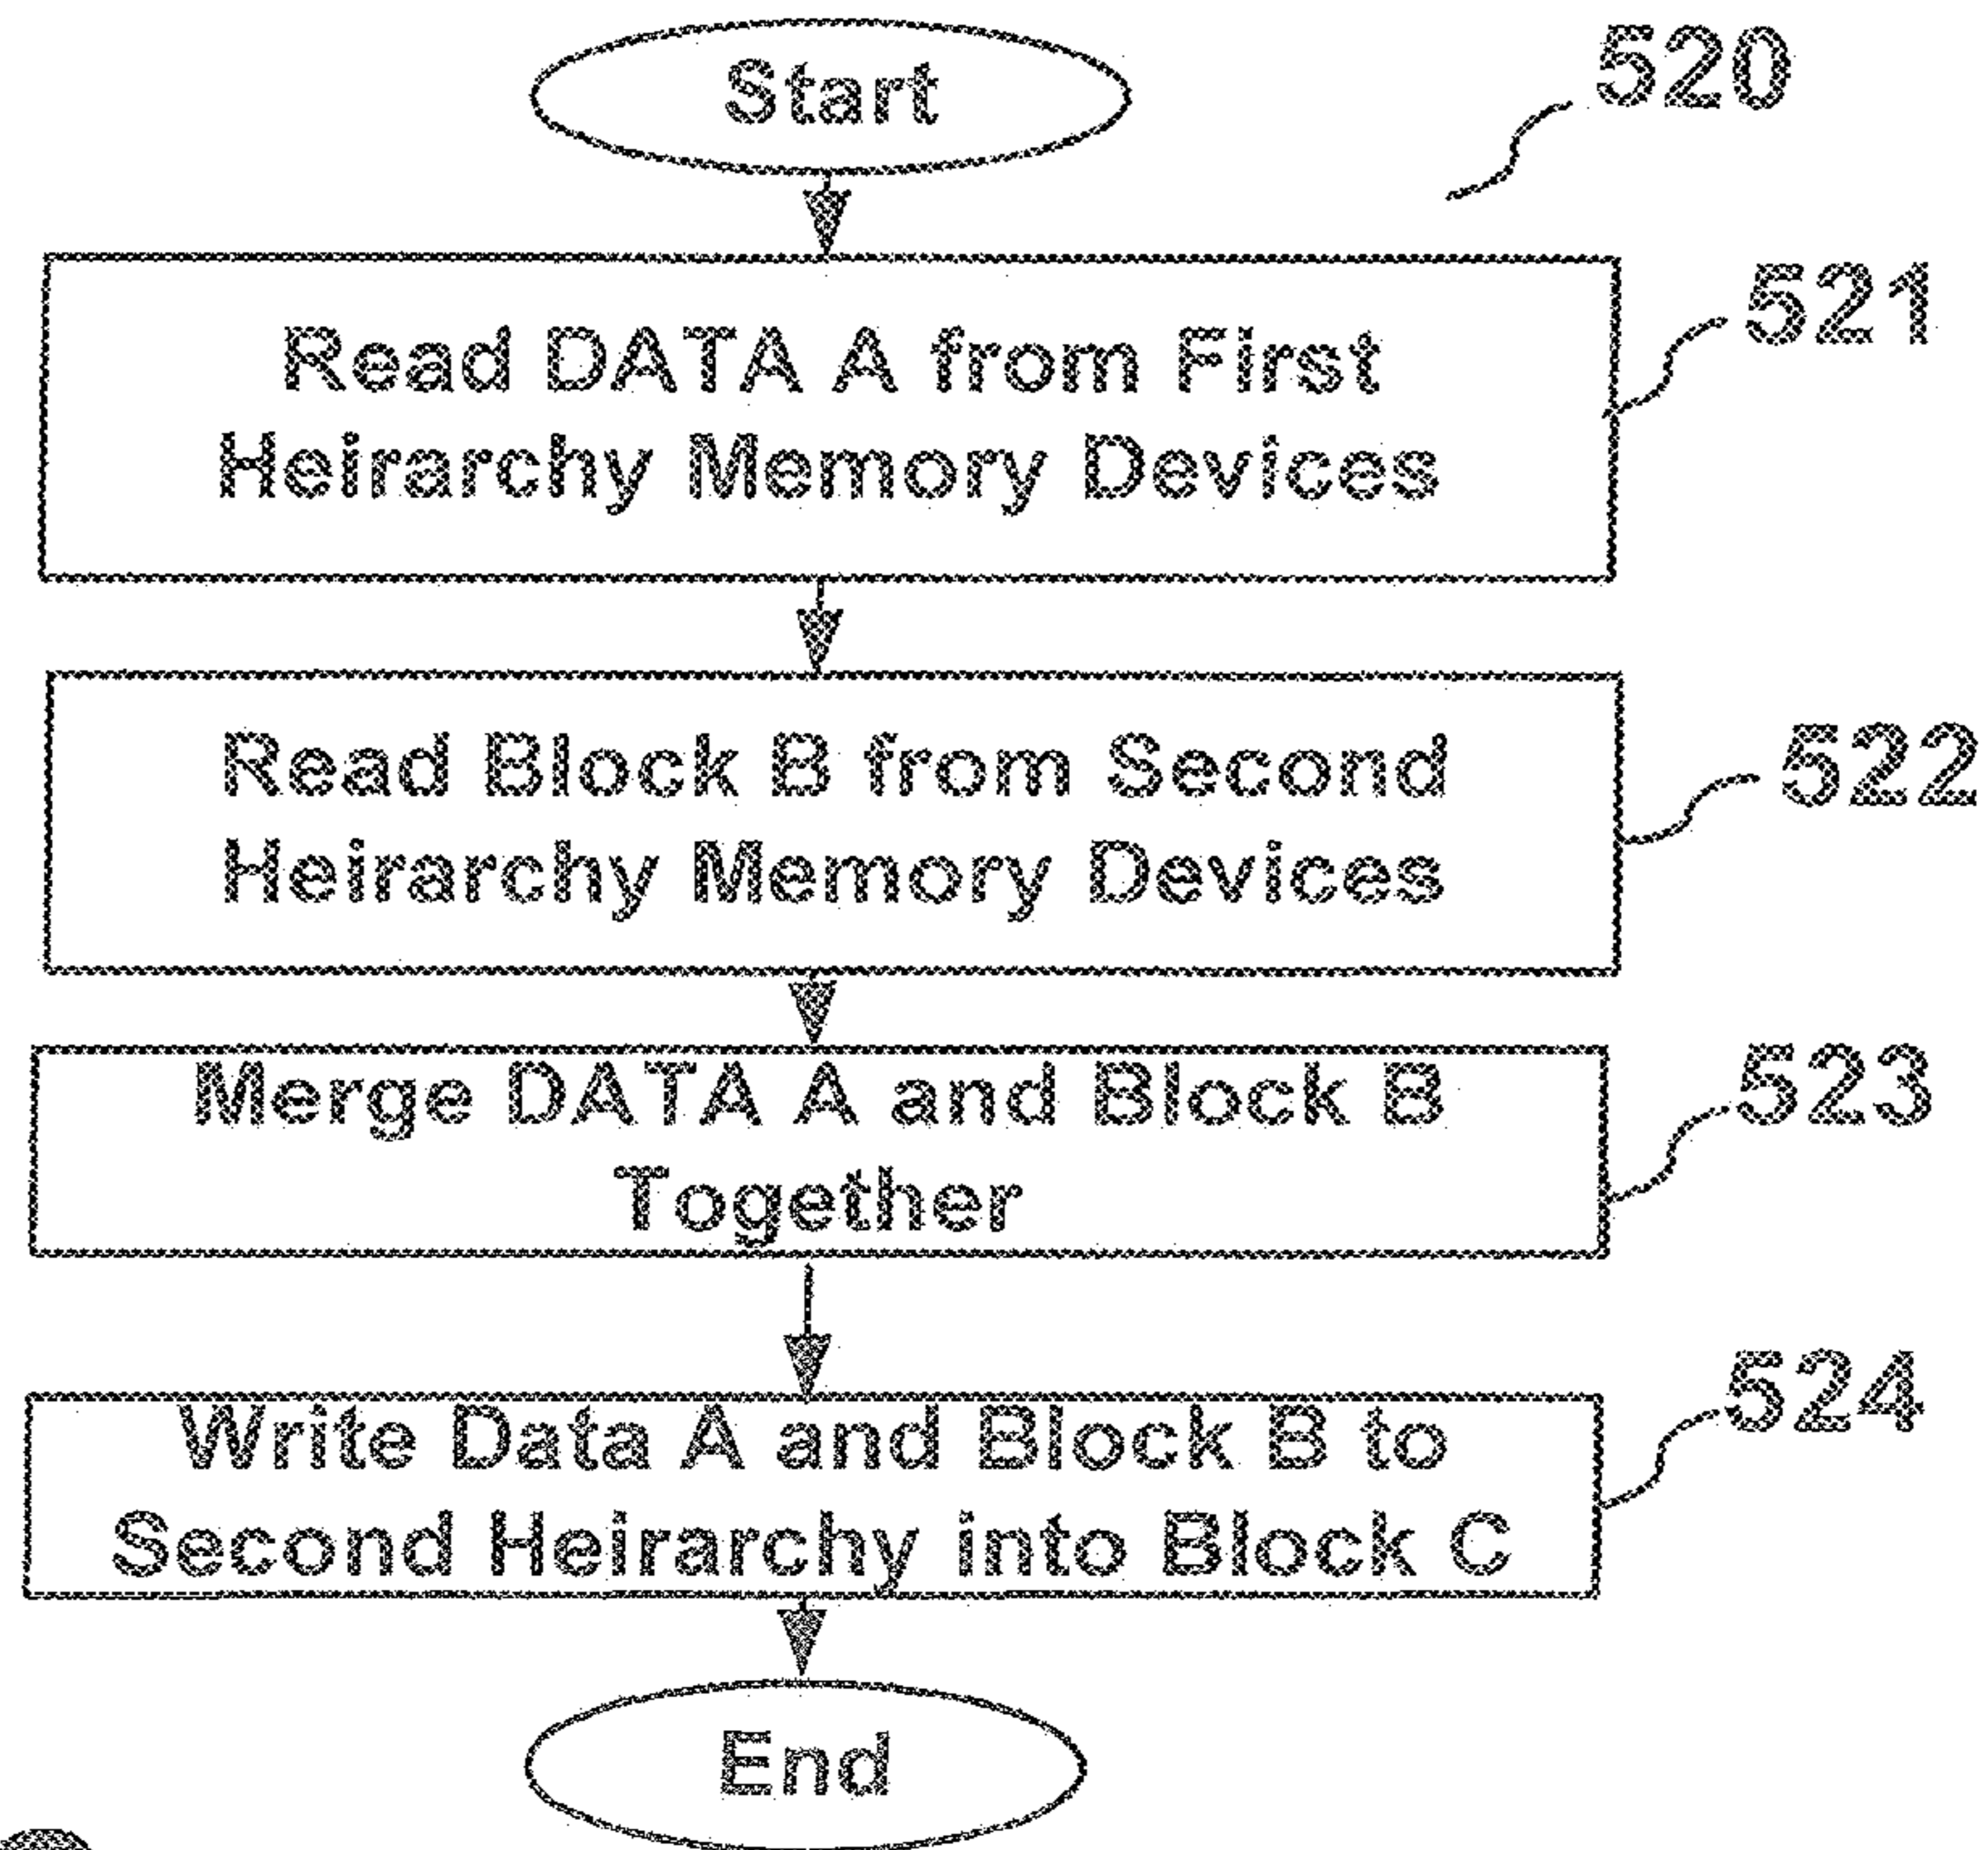 Start
520
Read DATA A from First
Heirarchy Memory Devices
521
Read Block B from Second
Heirarchy Memory Devices
522
Merge DATA A and Block B
Together
523
Write Data A and Block B to
Second Heirarchy into Block C
524
End